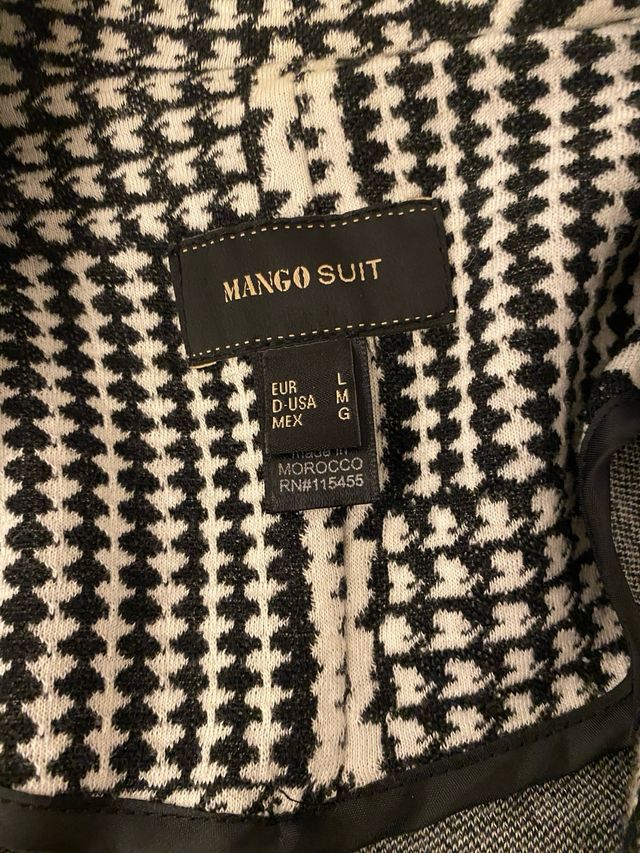 MANGO SUIT
EUR L
D-USA M
MEX G
Made in
MOROCCO
RN#115455